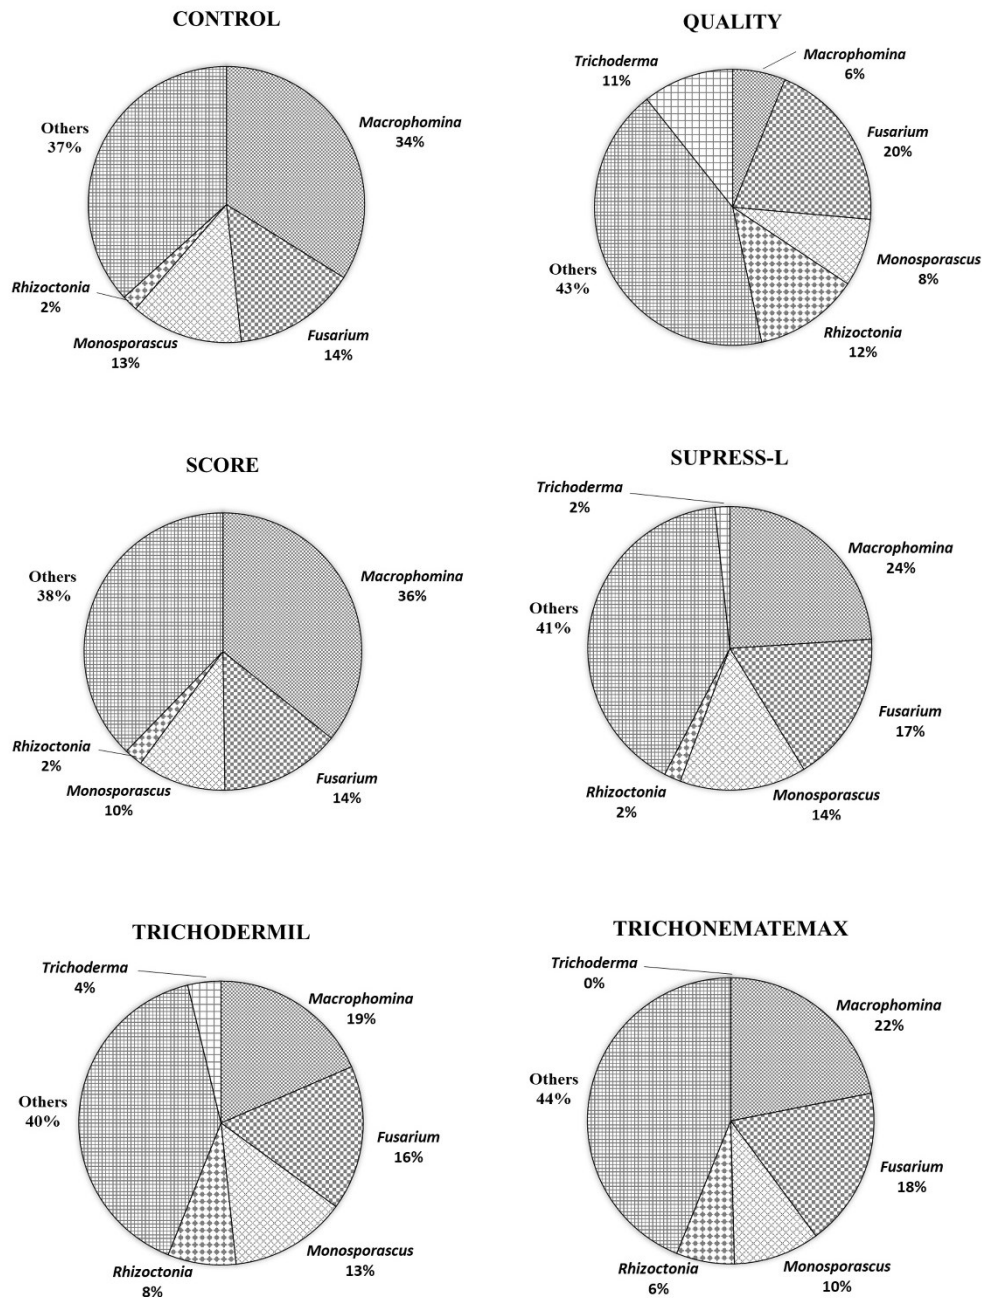 CONTROL
Macrophomina
34%
Fusarium
14%
Monosporascus
13%
Rhizoctonia
2%
Others
37%
QUALITY
Trichoderma
11%
Macrophomina
6%
Fusarium
20%
Monosporascus
8%
Rhizoctonia
12%
Others
43%
SCORE
Macrophomina
36%
Fusarium
14%
Monosporascus
10%
Rhizoctonia
2%
Others
38%
SUPRESS-L
Trichoderma
2%
Macrophomina
24%
Fusarium
17%
Monosporascus
14%
Rhizoctonia
2%
Others
41%
TRICHODERMIL
Trichoderma
4%
Macrophomina
19%
Fusarium
16%
Monosporascus
13%
Rhizoctonia
8%
Others
40%
TRICHONEMATEMAX
Trichoderma
0%
Macrophomina
22%
Fusarium
18%
Monosporascus
10%
Rhizoctonia
6%
Others
44%